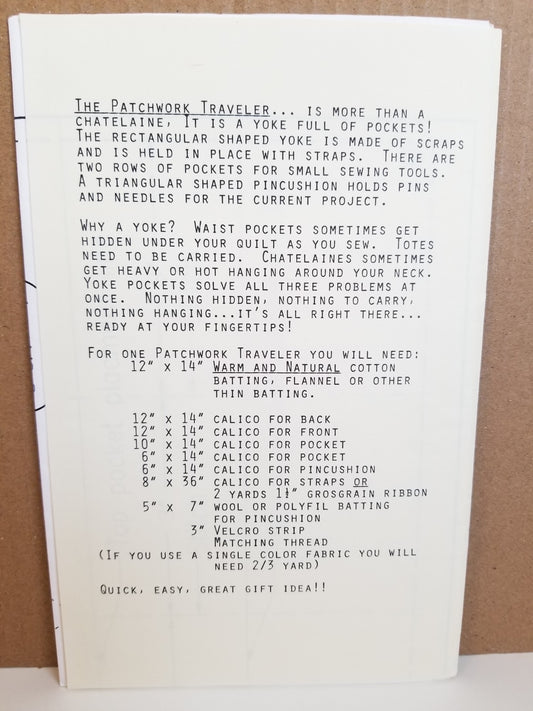 THE PATCHWORK TRAVELER... IS MORE THAN A
CHATELAINE, IT IS A YOKE FULL OF POCKETS!
THE RECTANGULAR SHAPED YOKE IS MADE OF SCRAPS
AND IS HELD IN PLACE WITH STRAPS. THERE ARE
TWO ROWS OF POCKETS FOR SMALL SEWING TOOLS.
A TRIANGULAR SHAPED PINCUSHION HOLDS PINS
AND NEEDLES FOR THE CURRENT PROJECT.
WHY A YOKE? WAIST POCKETS SOMETIMES GET
HIDDEN UNDER YOUR QUILT AS YOU SEW. TOTES
NEED TO BE CARRIED. CHATELAINES SOMETIMES
GET HEAVY OR HOT HANGING AROUND YOUR NECK.
YOKE POCKETS SOLVE ALL THREE PROBLEMS AT
ONCE. NOTHING HIDDEN, NOTHING TO CARRY,
NOTHING HANGING...IT'S ALL RIGHT THERE...
READY AT YOUR FINGERTIPS!
FOR ONE PATCHWORK TRAVELER YOU WILL NEED:
12" X 14" WARM AND NATURAL COTTON
BATTING, FLANNEL OR OTHER
THIN BATTING.
12" X 14" CALICO FOR BACK
12" X 14" CALICO FOR FRONT
10" X 14" CALICO FOR POCKET
6" X 14" CALICO FOR POCKET
6" X 14" CALICO FOR PINCUSHION
8" X 36" CALICO FOR STRAPS OR
2 YARDS 1½" GROSGRAIN RIBBON
5" X 7" WOOL OR POLYFIL BATTING
FOR PINCUSHION
3" VELCRO STRIP
MATCHING THREAD
(IF YOU USE A SINGLE COLOR FABRIC YOU WILL
NEED 2/3 YARD)
QUICK, EASY, GREAT GIFT IDEA!!